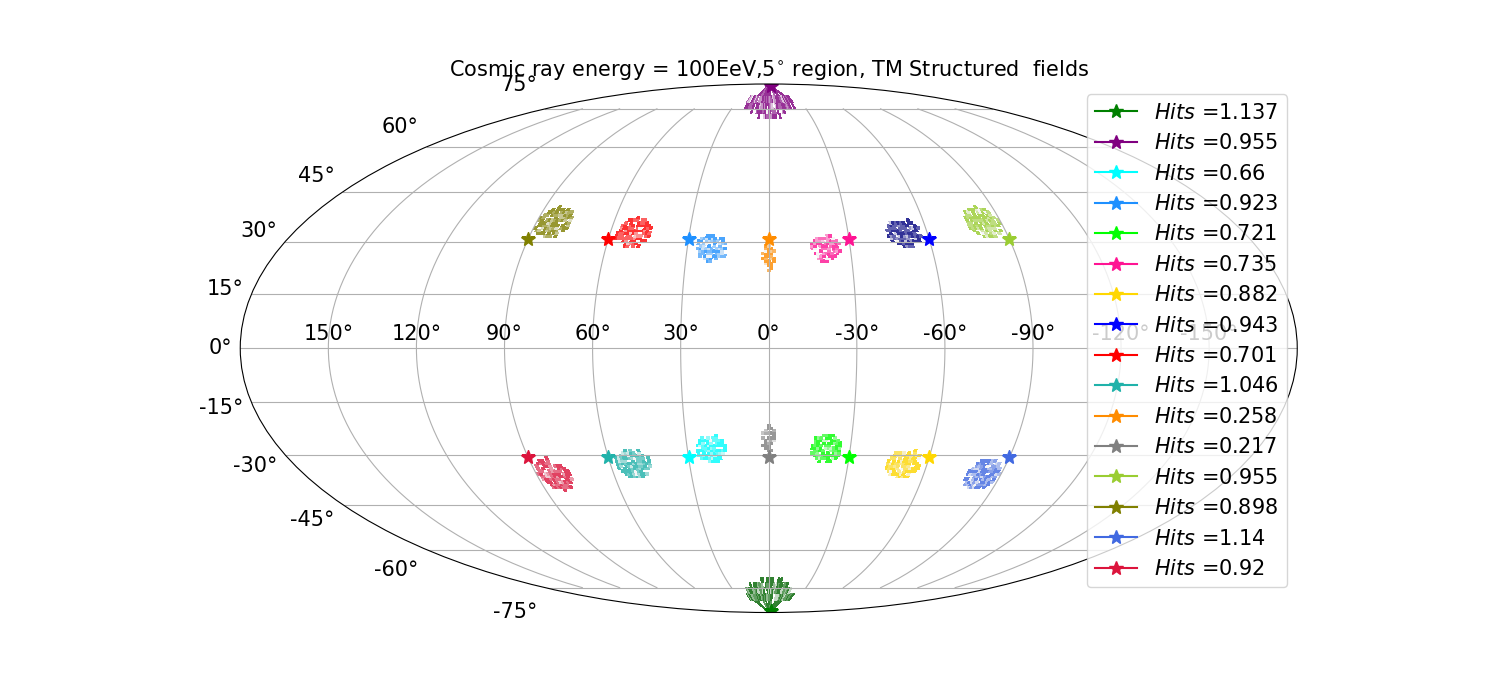 Cosmic ray energy = 100EeV,5° region, TM Structured fields
75°
60°
45°
30°
15°
150° 120° 90° 60° 30° 0° -30° -60° -90° -120° -150°
0°
-15°
-30°
-45°
-60°
-75°
Hits =1.137
Hits =0.955
Hits =0.66
Hits =0.923
Hits =0.721
Hits =0.735
Hits =0.882
Hits =0.943
Hits =0.701
Hits =1.046
Hits =0.258
Hits =0.217
Hits =0.955
Hits =0.898
Hits =1.14
Hits =0.92